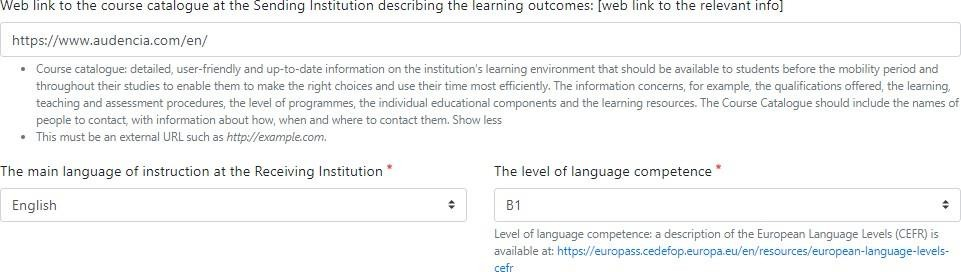 Web link to the course catalogue at the Sending Institution describing the learning outcomes: [web link to the relevant info]
https://www.audencia.com/en/
• Course catalogue: detailed, user-friendly and up-to-date information on the institution's learning environment that should be available to students before the mobility period and
throughout their studies to enable them to make the right choices and use their time most efficiently. The information concerns, for example, the qualifications offered, the learning,
teaching and assessment procedures, the level of programmes, the individual educational components and the learning resources. The Course Catalogue should include the names of
people to contact, with information about how, when and where to contact them. Show less
• This must be an external URL such as http://example.com.
The main language of instruction at the Receiving Institution *
English
The level of language competence *
B1
Level of language competence: a description of the European Language Levels (CEFR) is
available at: https://europass.cedefop.europa.eu/en/resources/european-language-levels-
cefr